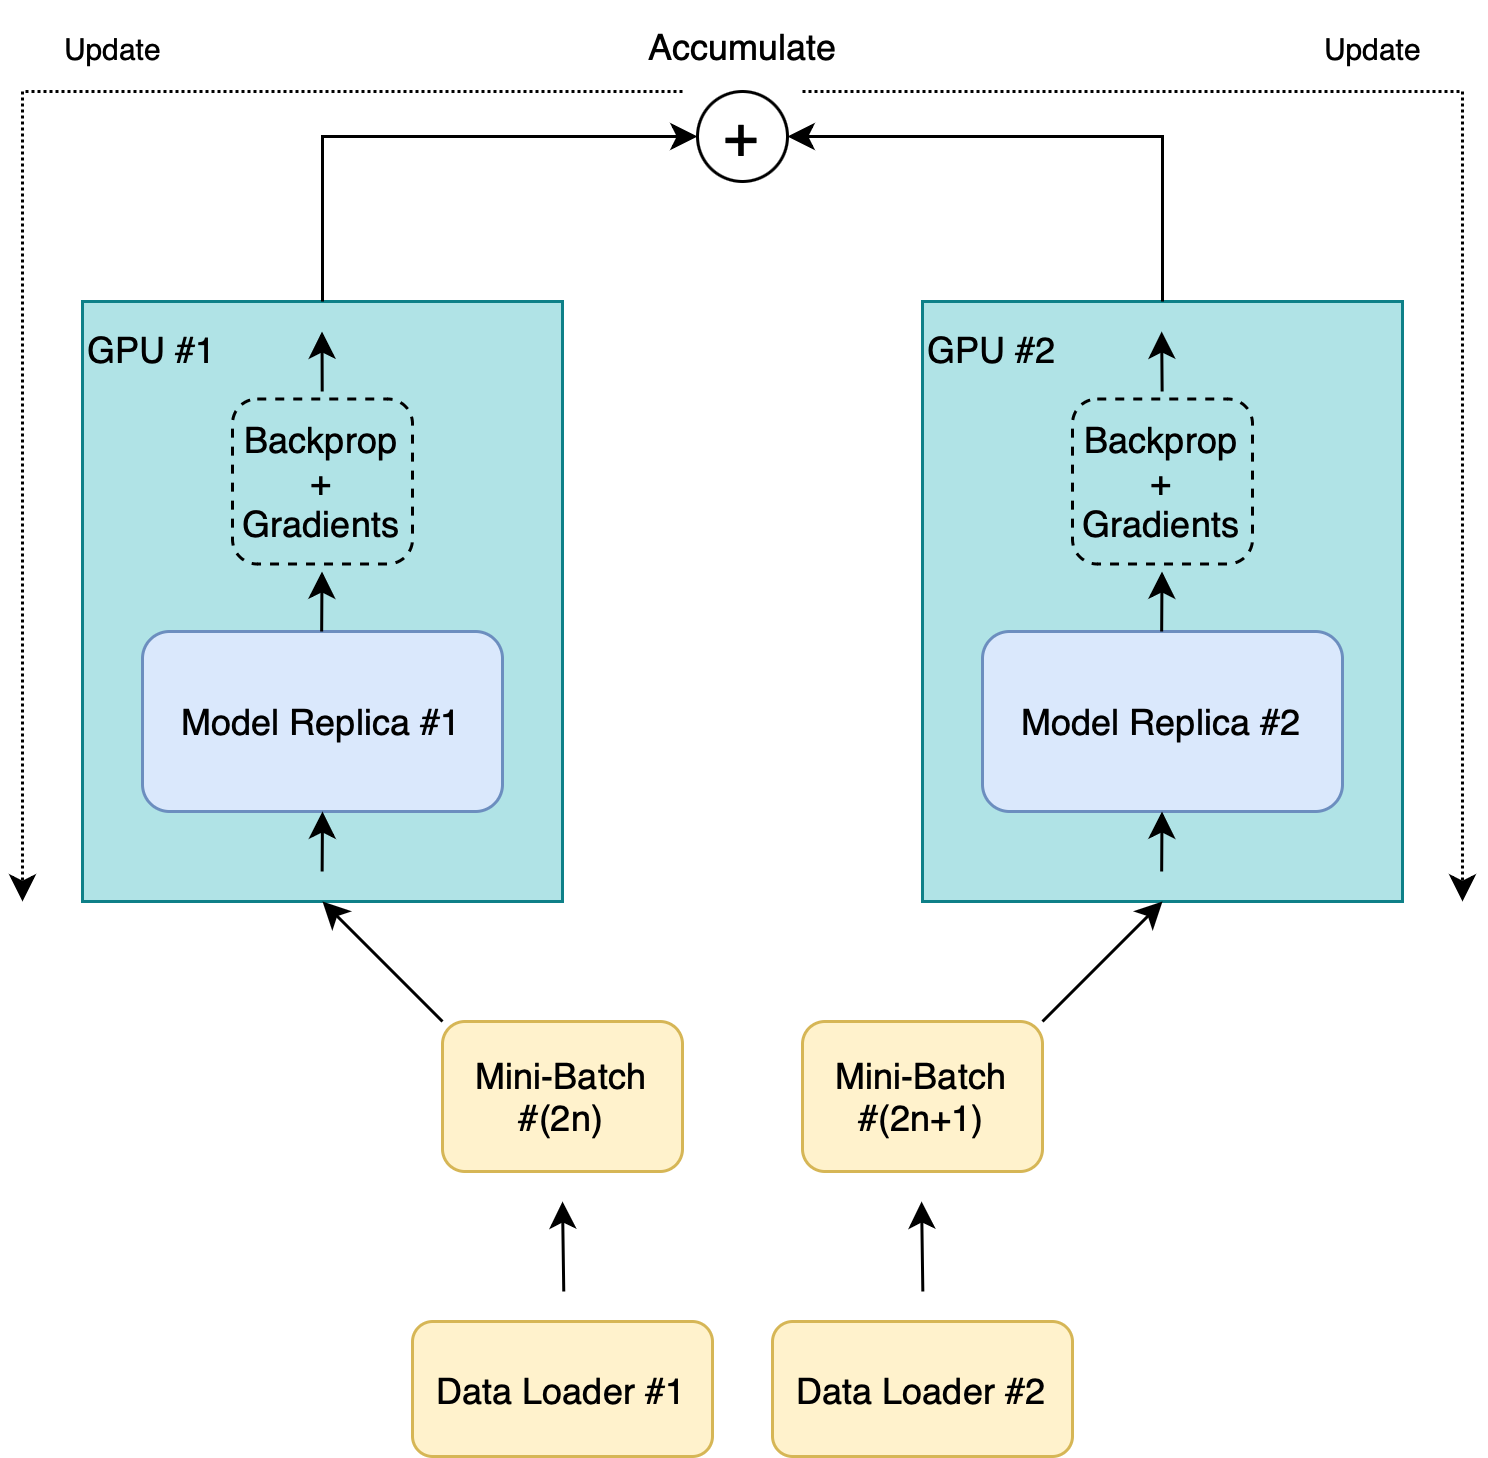 Update
Accumulate
Update
+
GPU #1
GPU #2
Backprop
+
Gradients
Backprop
+
Gradients
Model Replica #1
Model Replica #2
Mini-Batch
#(2n)
Mini-Batch
#(2n+1)
Data Loader #1
Data Loader #2